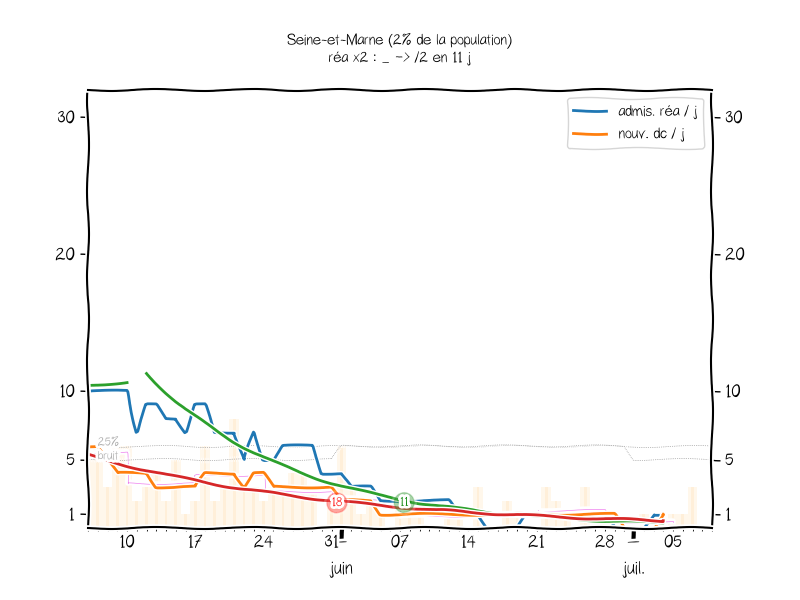 Seine-et-Marne (2% de la population)
réa x2 : _ -> /2 en 11 j
admis. réa / j
nouv. dc / j
30 30
20 20
10 10
25%
bruit
5 5
18 11
1 1
10 17 24 31 07 14 21 28 05
juin juil.